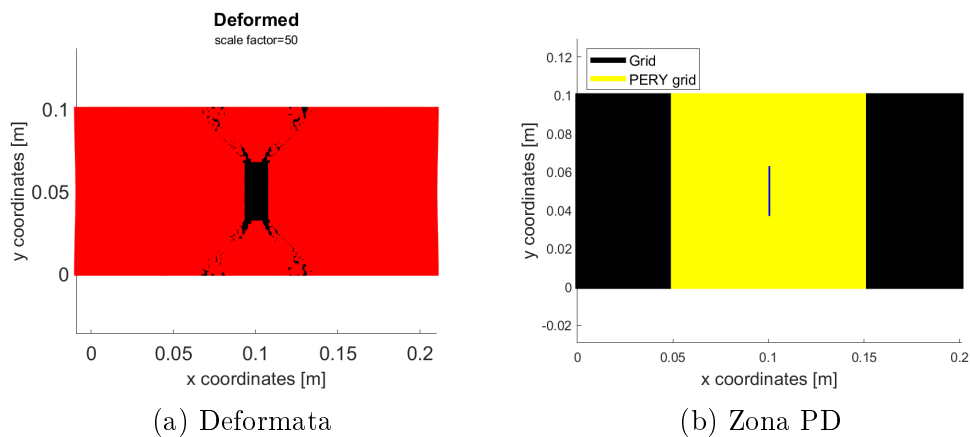 Deformed
scale factor=50
0.1
0.05
0
y coordinates [m]
0 0.05 0.1 0.15 0.2
x coordinates [m]
(a) Deformata
Grid
PERY grid
0.12
0.1
0.08
0.06
0.04
0.02
0
-0.02
y coordinates [m]
0 0.05 0.1 0.15 0.2
x coordinates [m]
(b) Zona PD